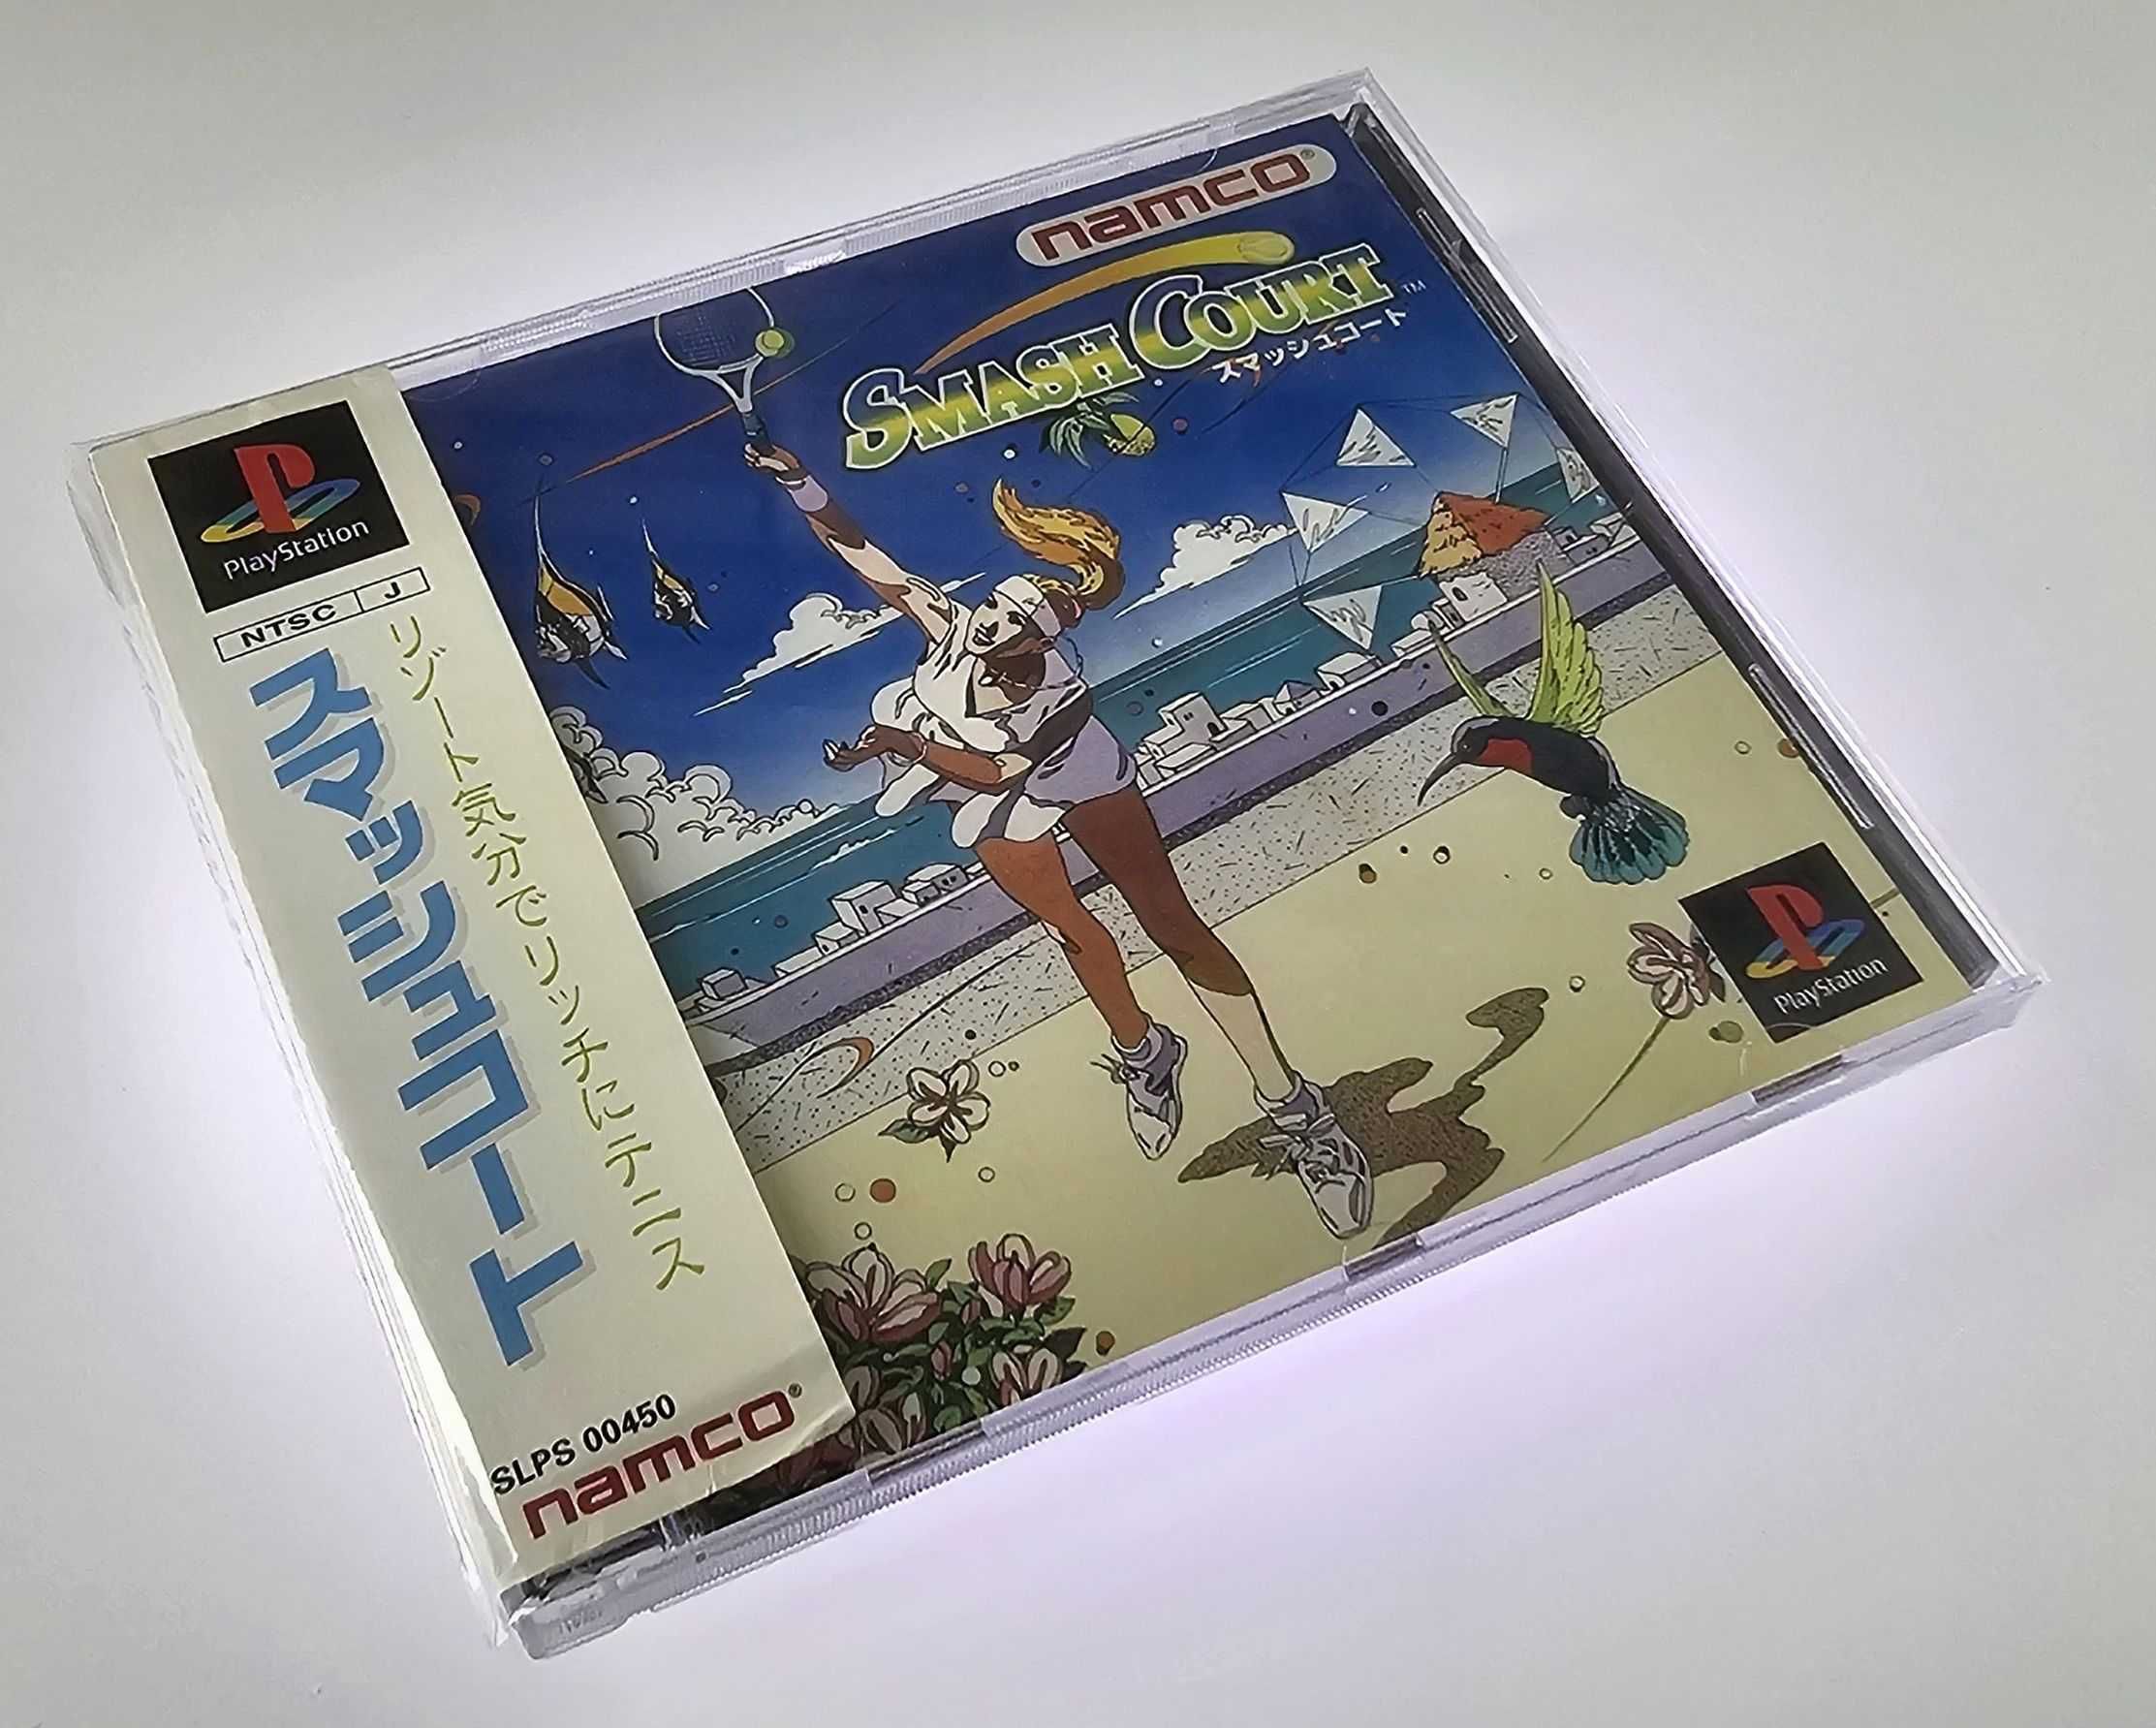 PlayStation
NTSC J
スマッシュコート
リゾート気分でリッチにテニス
SLPS 00450
namco®
namco®
SMASH COURT™
スマッシュコート
PlayStation